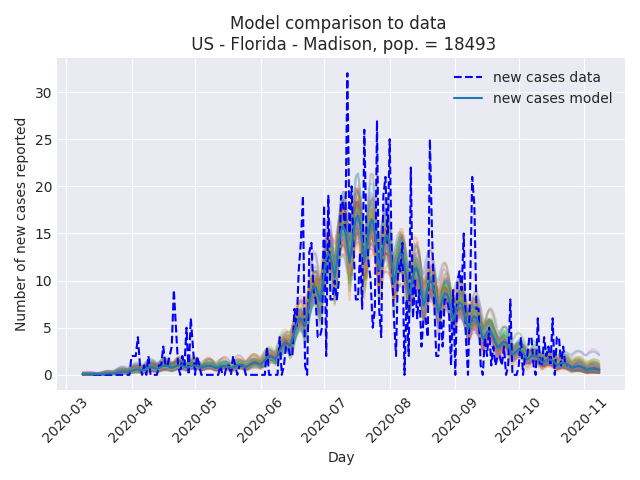 Model comparison to data
US - Florida - Madison, pop. = 18493
new cases data
new cases model
Number of new cases reported
30
25
20
15
10
5
0
2020-03
2020-04
2020-05
2020-06
2020-07
2020-08
2020-09
2020-10
2020-11
Day